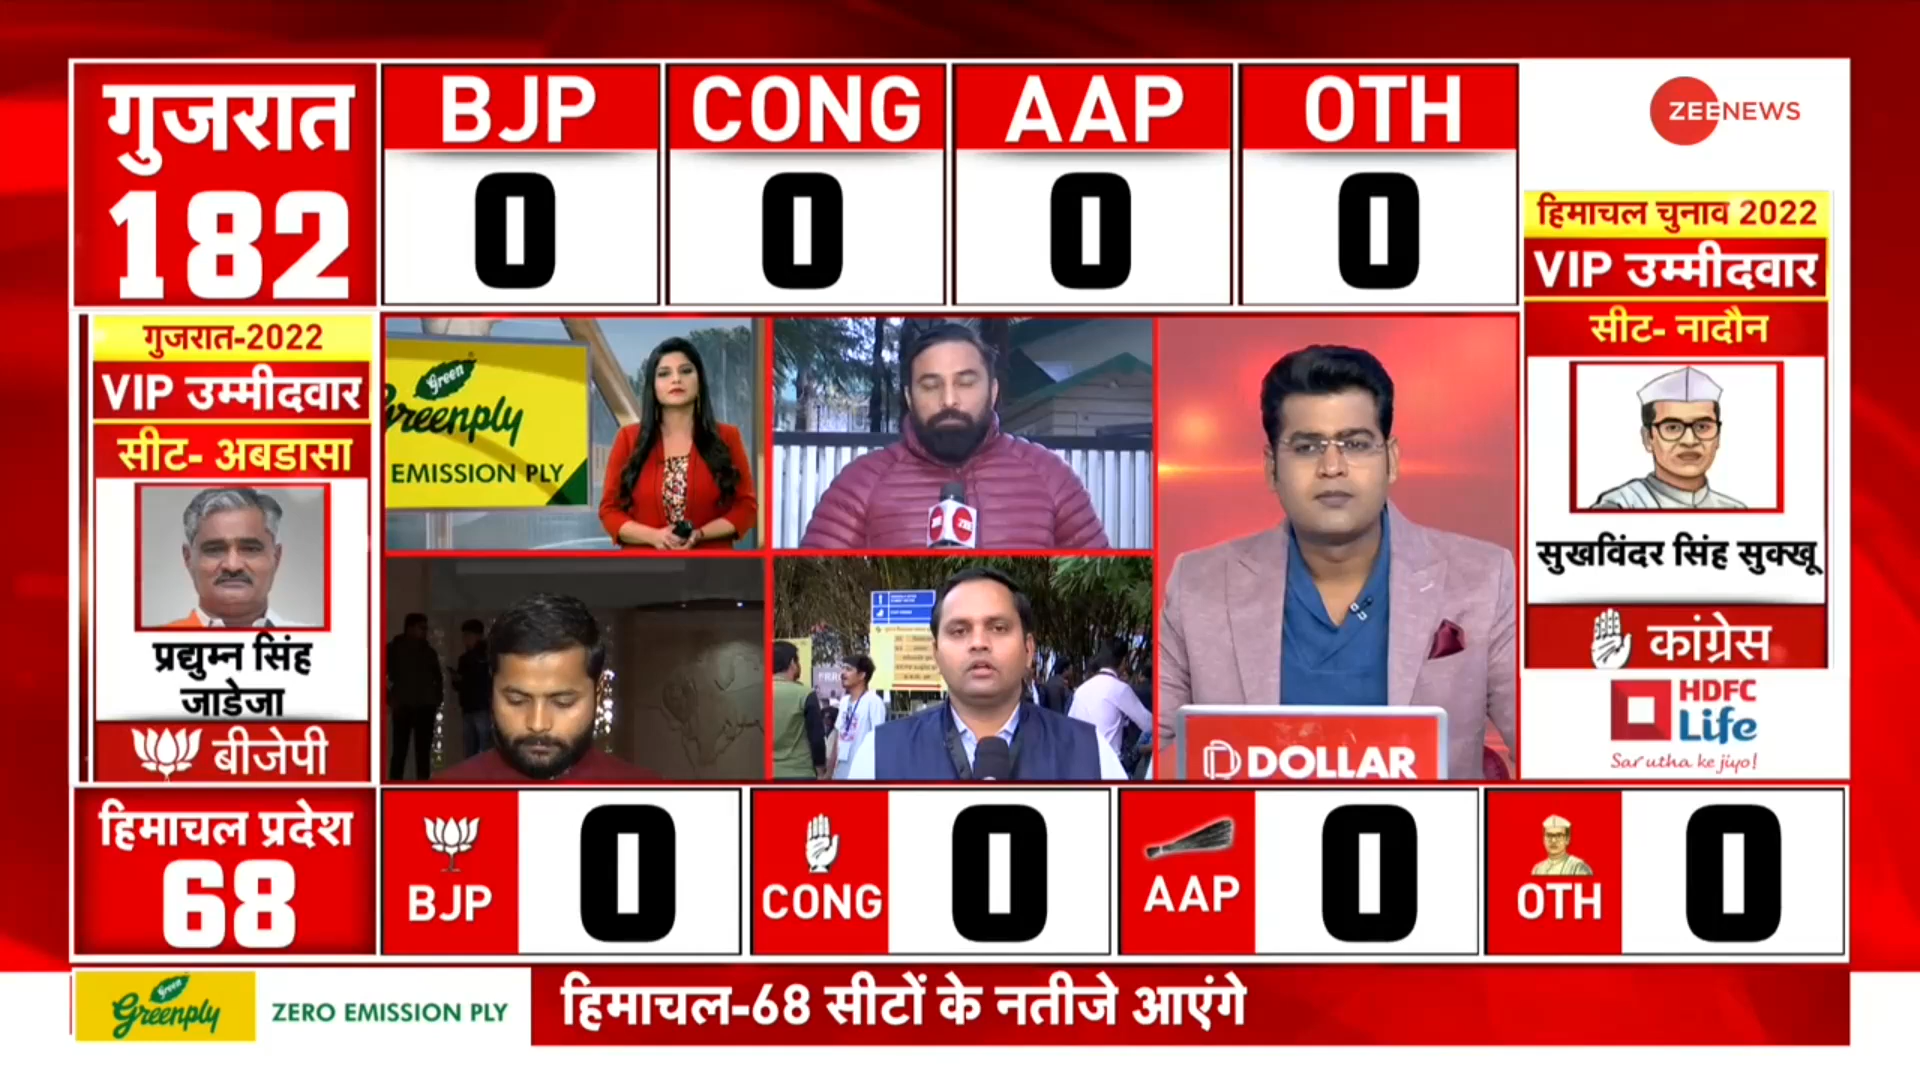 गुजरात
182
BJP
0
CONG
0
AAP
0
OTH
0
ZEENEWS
गुजरात-2022
VIP उम्मीदवार
सीट- अबडासा
प्रद्युम्न सिंह
जाडेजा
बीजेपी
Green
Greenply
EMISSION PLY
DOLLAR
हिमाचल चुनाव 2022
VIP उम्मीदवार
सीट- नादौन
सुखविंदर सिंह सुक्खू
कांग्रेस
HDFC
Life
Sar utha ke jiyo!
हिमाचल प्रदेश
68
BJP
0
CONG
0
AAP
0
OTH
0
Green
Greenply
ZERO EMISSION PLY
हिमाचल-68 सीटों के नतीजे आएंगे